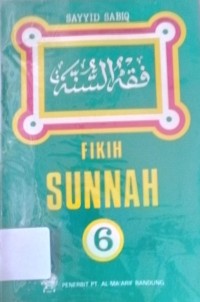 SAYYID SABIQ
فقه السنة
FIKIH
SUNNAH
6
PENERBIT PT. AL-MA'ARIF BANDUNG